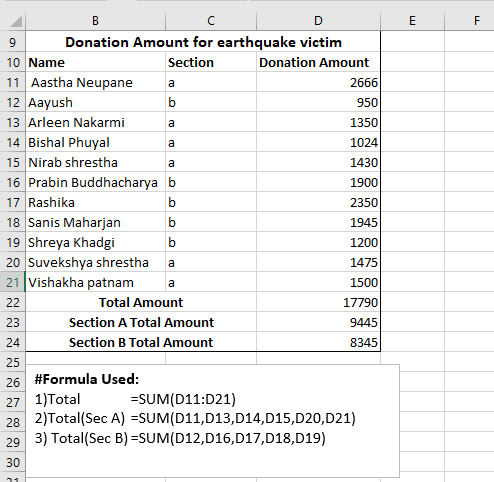 B C D E F
9 Donation Amount for earthquake victim
10 Name Section Donation Amount
11 Aastha Neupane a 2666
12 Aayush b 950
13 Arleen Nakarmi a 1350
14 Bishal Phuyal a 1024
15 Nirab shrestha a 1430
16 Prabin Buddhacharya b 1900
17 Rashika b 2350
18 Sanis Maharjan b 1945
19 Shreya Khadgi b 1200
20 Suvekshya shrestha a 1475
21 Vishakha patnam a 1500
22 Total Amount 17790
23 Section A Total Amount 9445
24 Section B Total Amount 8345
25
26 #Formula Used:
27 1)Total =SUM(D11:D21)
28 2)Total(Sec A) =SUM(D11,D13,D14,D15,D20,D21)
29 3) Total(Sec B) =SUM(D12,D16,D17,D18,D19)
30
31